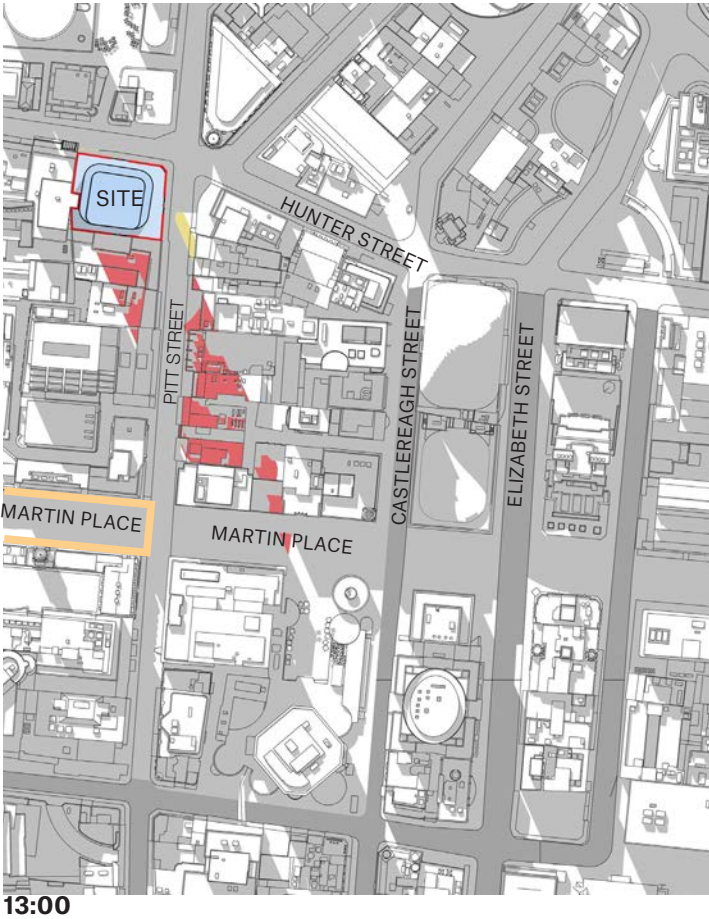 SITE
HUNTER STREET
PITT STREET
CASTLEREAGH STREET
ELIZABETH STREET
MARTIN PLACE
MARTIN PLACE
13:00